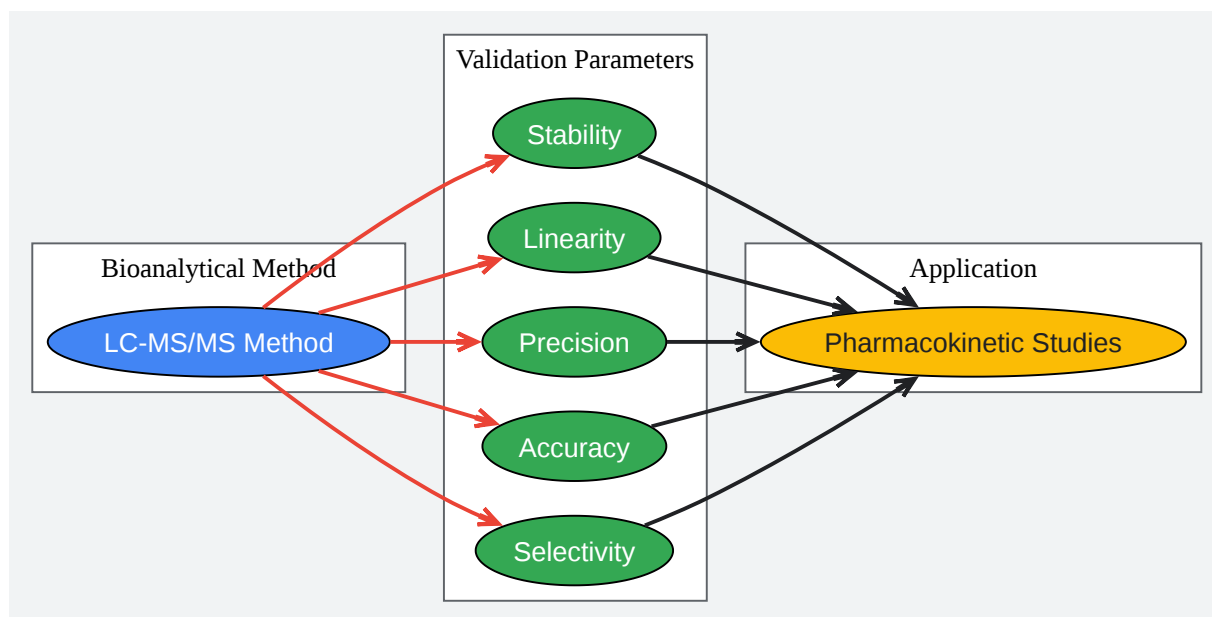 Validation Parameters
Stability
Linearity
Bioanalytical Method
Application
LC-MS/MS Method
Precision
Pharmacokinetic Studies
Accuracy
Selectivity